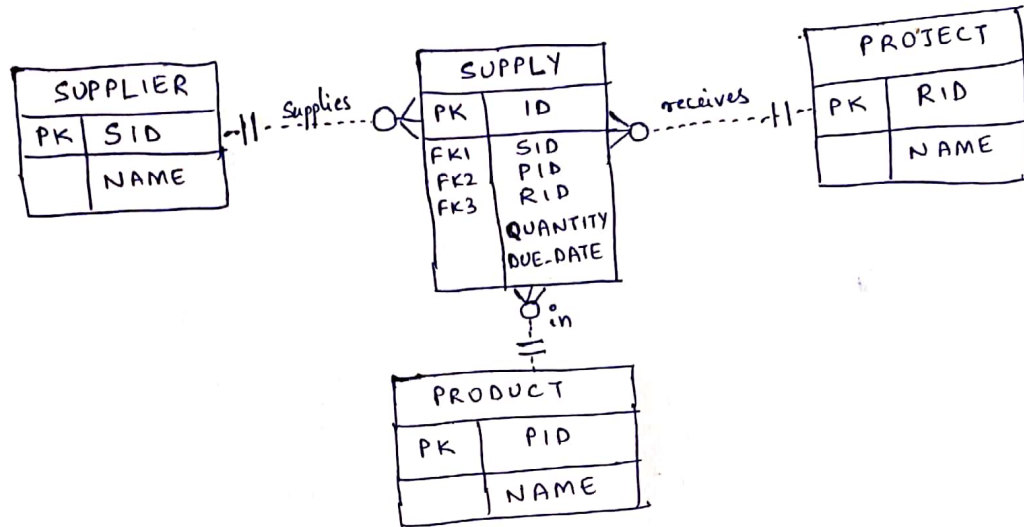 SUPPLIER
PK SID
NAME
supplies
SUPPLY
PK ID
FK1 SID
FK2 PID
FK3 RID
QUANTITY
DUE-DATE
receives
PROJECT
PK RID
NAME
in
PRODUCT
PK PID
NAME